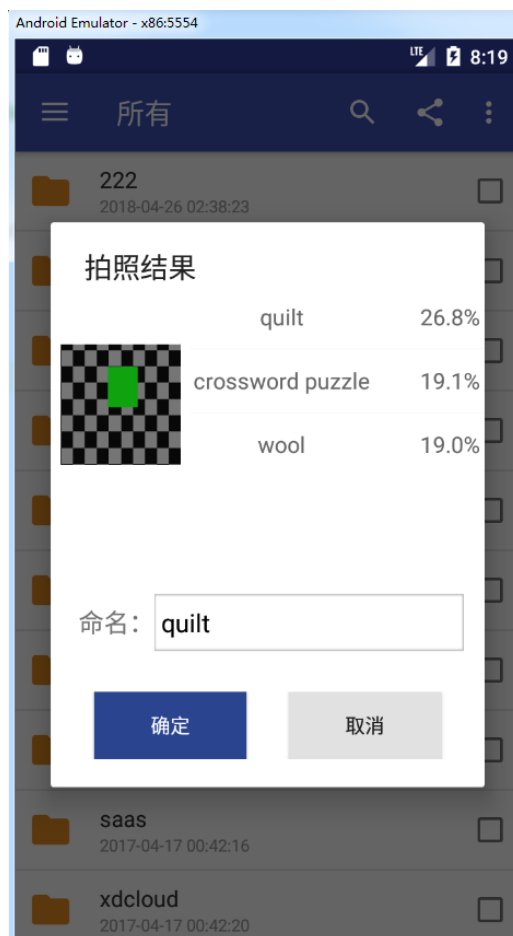 Android Emulator - x86:5554
LTE 8:19
所有
222
2018-04-26 02:38:23
拍照结果
quilt 26.8%
crossword puzzle 19.1%
wool 19.0%
命名： quilt
确定 取消
saas
2017-04-17 00:42:16
xdcloud
2017-04-17 00:42:20